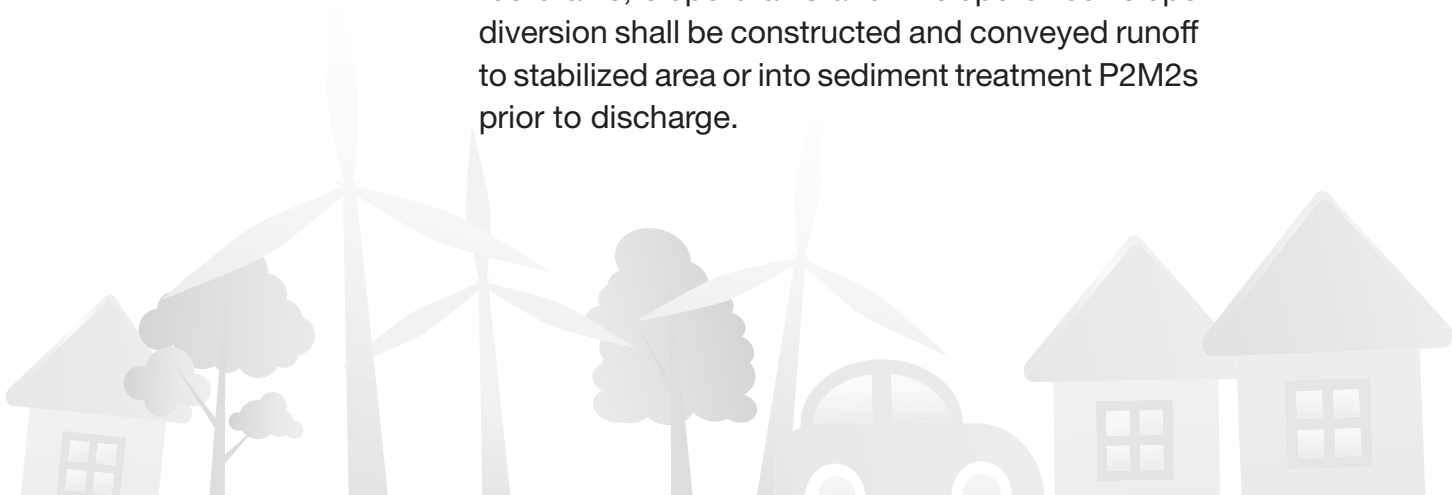 diversion shall be constructed and conveyed runoff
to stabilized area or into sediment treatment P2M2s
prior to discharge.